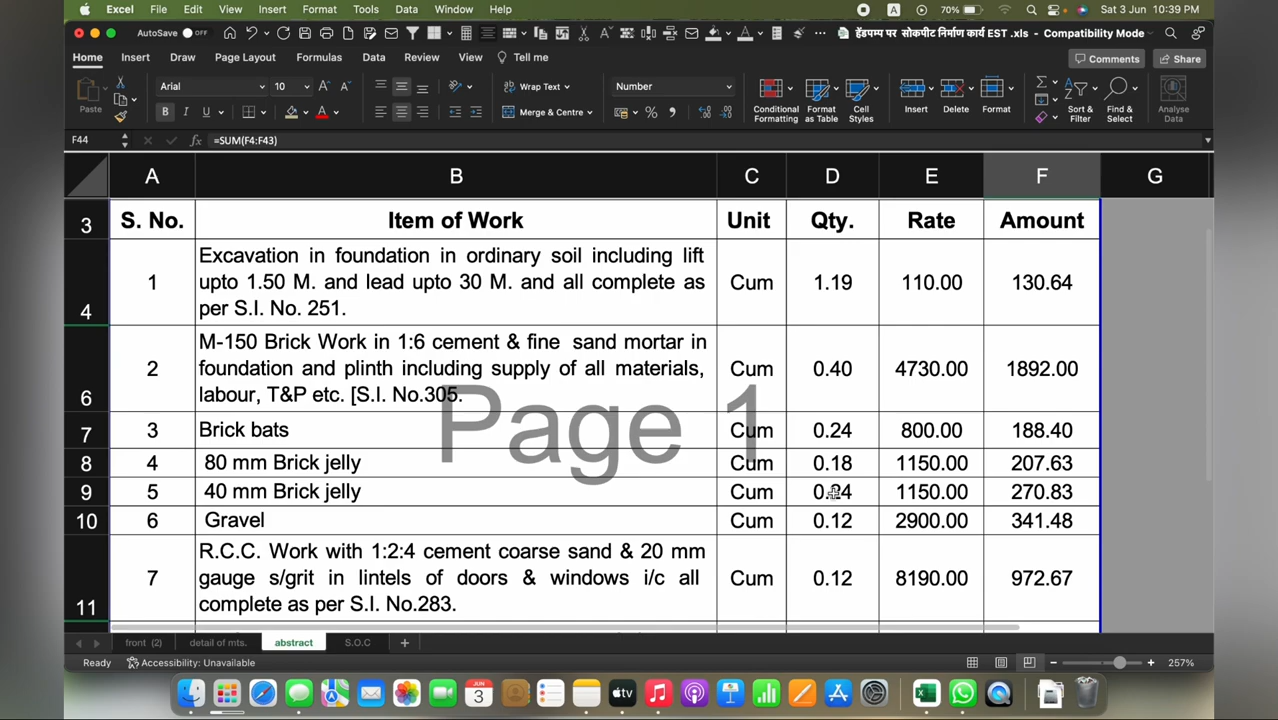 Excel File Edit View Insert Format Tools Data Window Help A 70% Sat 3 Jun 10:39 PM
AutoSave OFF हेंडपम्प पर सोकपीट निर्माण कार्य EST .xls — Compatibility Mode
Home Insert Draw Page Layout Formulas Data Review View Tell me Comments Share
Paste Arial 10 Wrap Text Number Conditional Formatting Format as Table Cell Styles Insert Delete Format Sort & Filter Find & Select Analyse Data
B I U Merge & Centre
F44 fx =SUM(F4:F43)
A B C D E F G
3 S. No. Item of Work Unit Qty. Rate Amount
Excavation in foundation in ordinary soil including lift
1 upto 1.50 M. and lead upto 30 M. and all complete as Cum 1.19 110.00 130.64
4 per S.I. No. 251.
M-150 Brick Work in 1:6 cement & fine sand mortar in
2 foundation and plinth including supply of all materials, Cum 0.40 4730.00 1892.00
6 labour, T&P etc. [S.I. No.305.
Page 1
7 3 Brick bats Cum 0.24 800.00 188.40
8 4 80 mm Brick jelly Cum 0.18 1150.00 207.63
9 5 40 mm Brick jelly Cum 0.24 1150.00 270.83
10 6 Gravel Cum 0.12 2900.00 341.48
R.C.C. Work with 1:2:4 cement coarse sand & 20 mm
7 gauge s/grit in lintels of doors & windows i/c all Cum 0.12 8190.00 972.67
11 complete as per S.I. No.283.
front (2) detail of mts. abstract S.O.C
Ready Accessibility: Unavailable 257%
JUN
3
tv